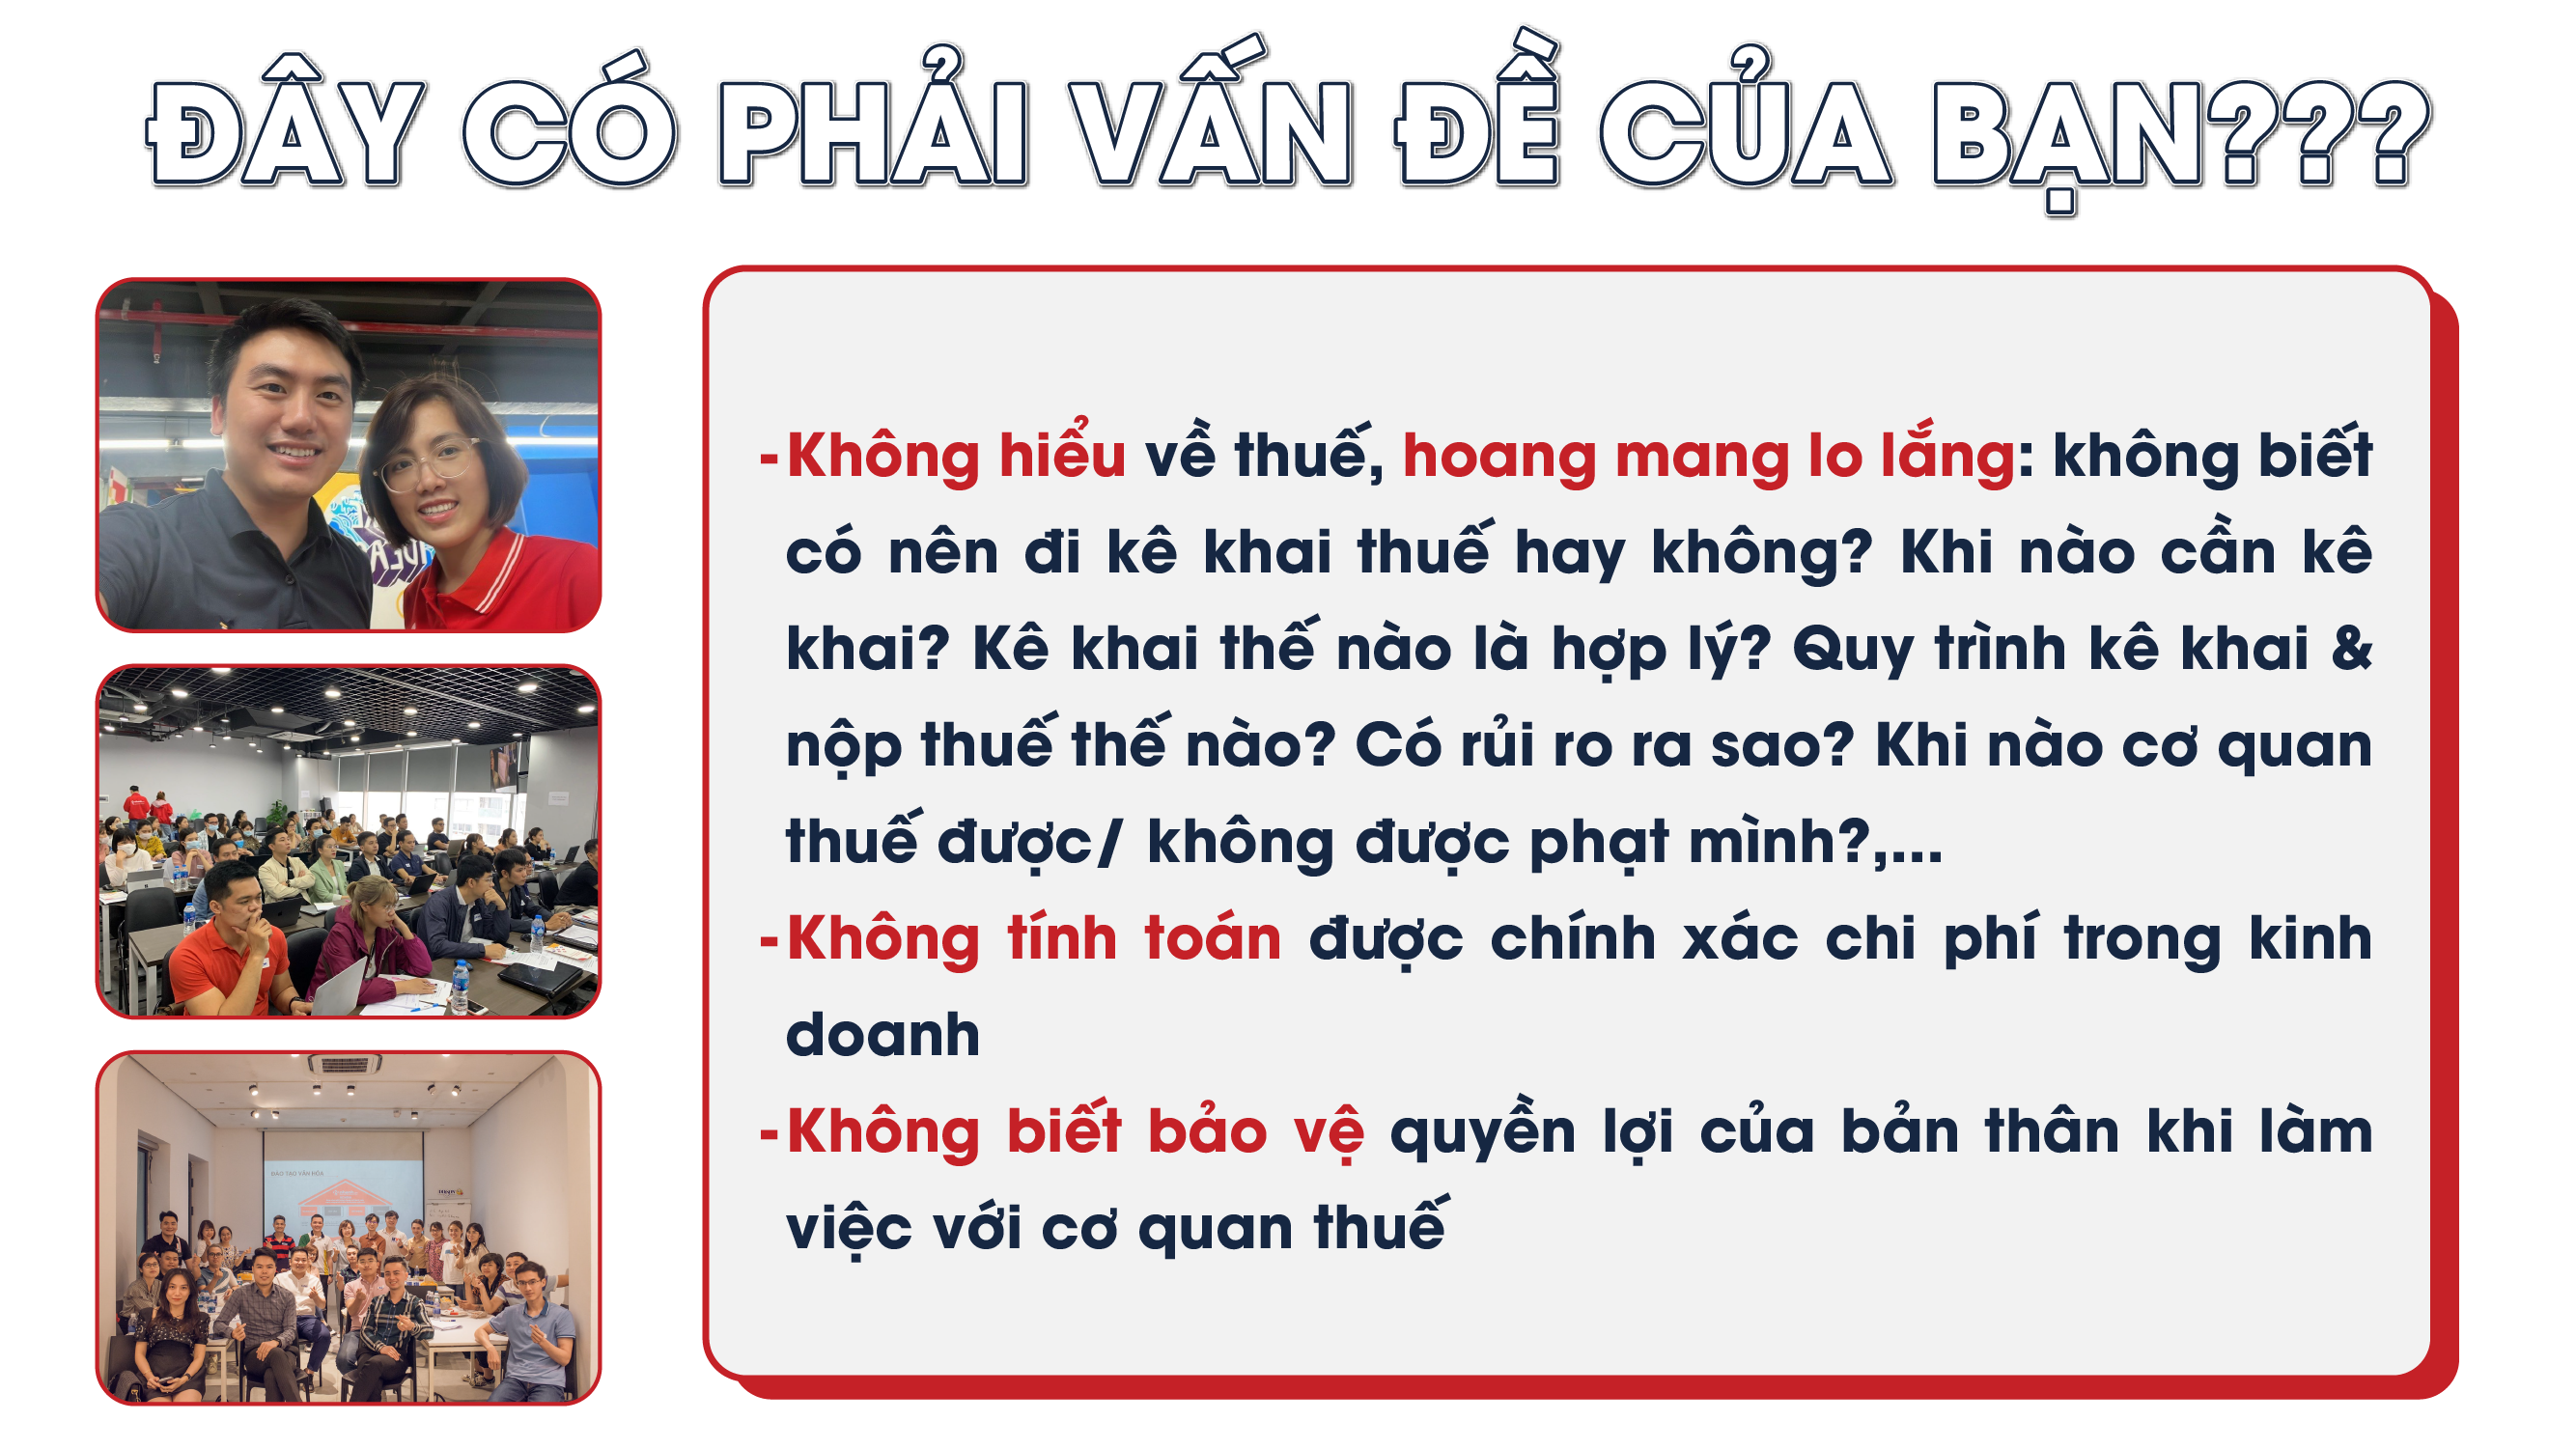 ĐÂY CÓ PHẢI VẤN ĐỀ CỦA BẠN???
-Không hiểu về thuế, hoang mang lo lắng: không biết
có nên đi kê khai thuế hay không? Khi nào cần kê
khai? Kê khai thế nào là hợp lý? Quy trình kê khai &
nộp thuế thế nào? Có rủi ro ra sao? Khi nào cơ quan
thuế được/ không được phạt mình?,...
-Không tính toán được chính xác chi phí trong kinh
doanh
-Không biết bảo vệ quyền lợi của bản thân khi làm
việc với cơ quan thuế
ĐÀO TẠO VĂN HÓA